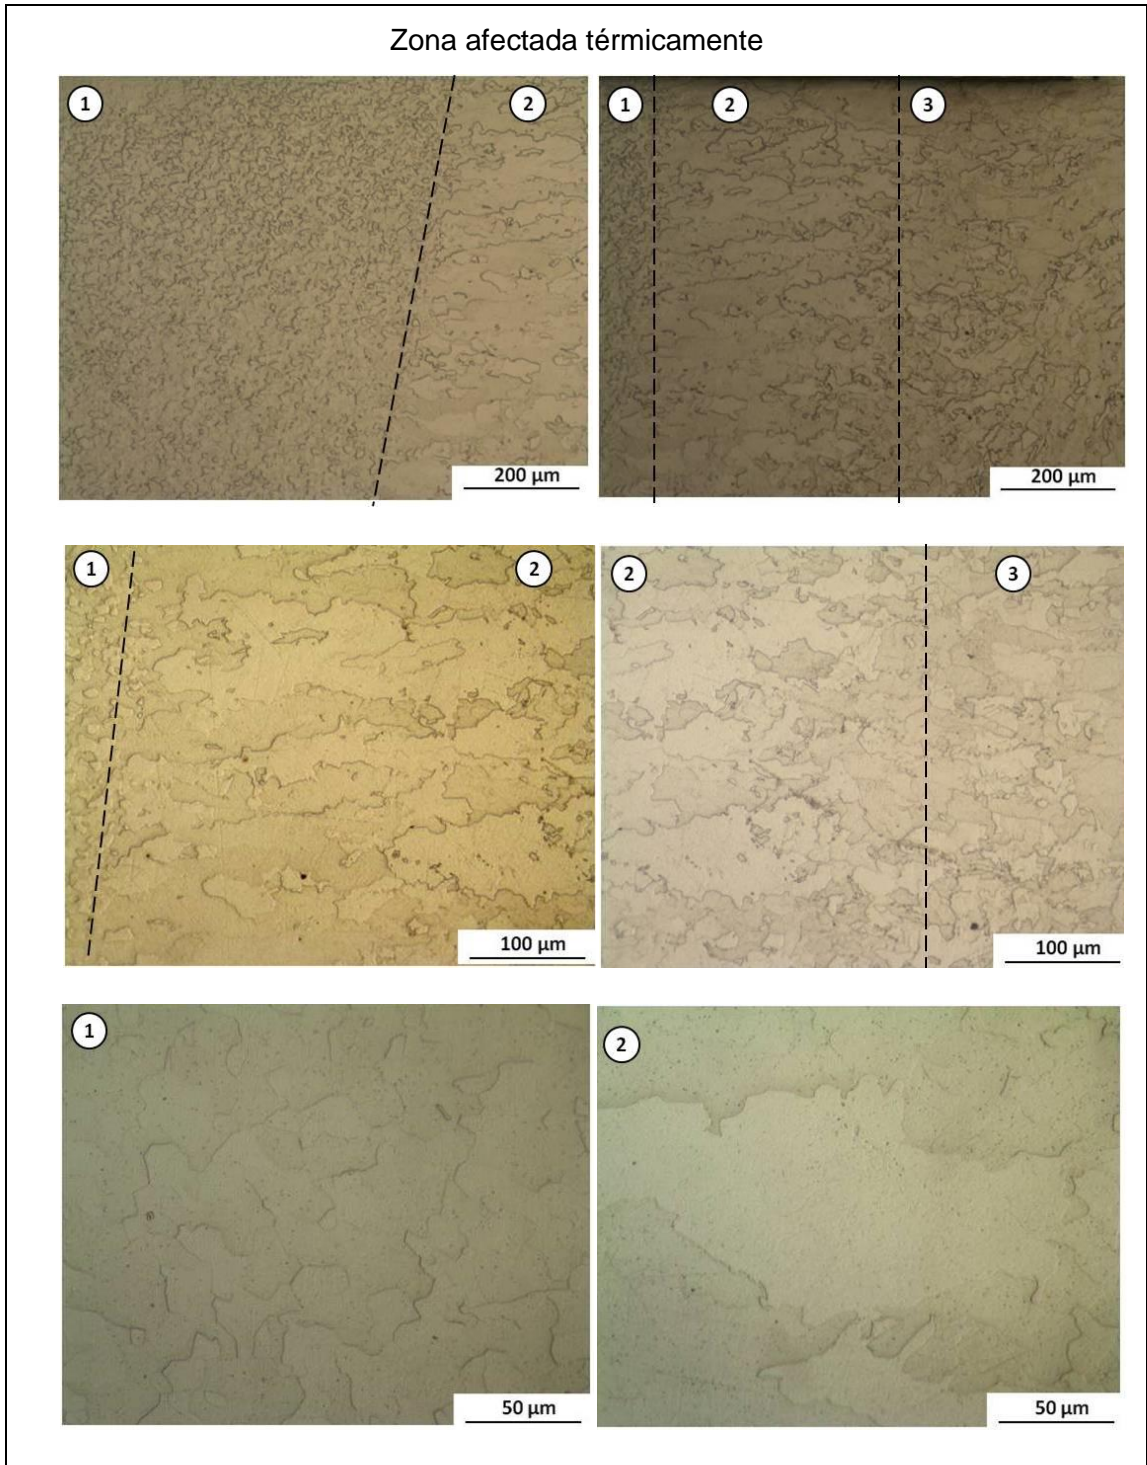 Zona afectada térmicamente
1 2
1 2 3
200 µm 200 µm
1 2
2 3
100 µm 100 µm
1
2
50 µm 50 µm